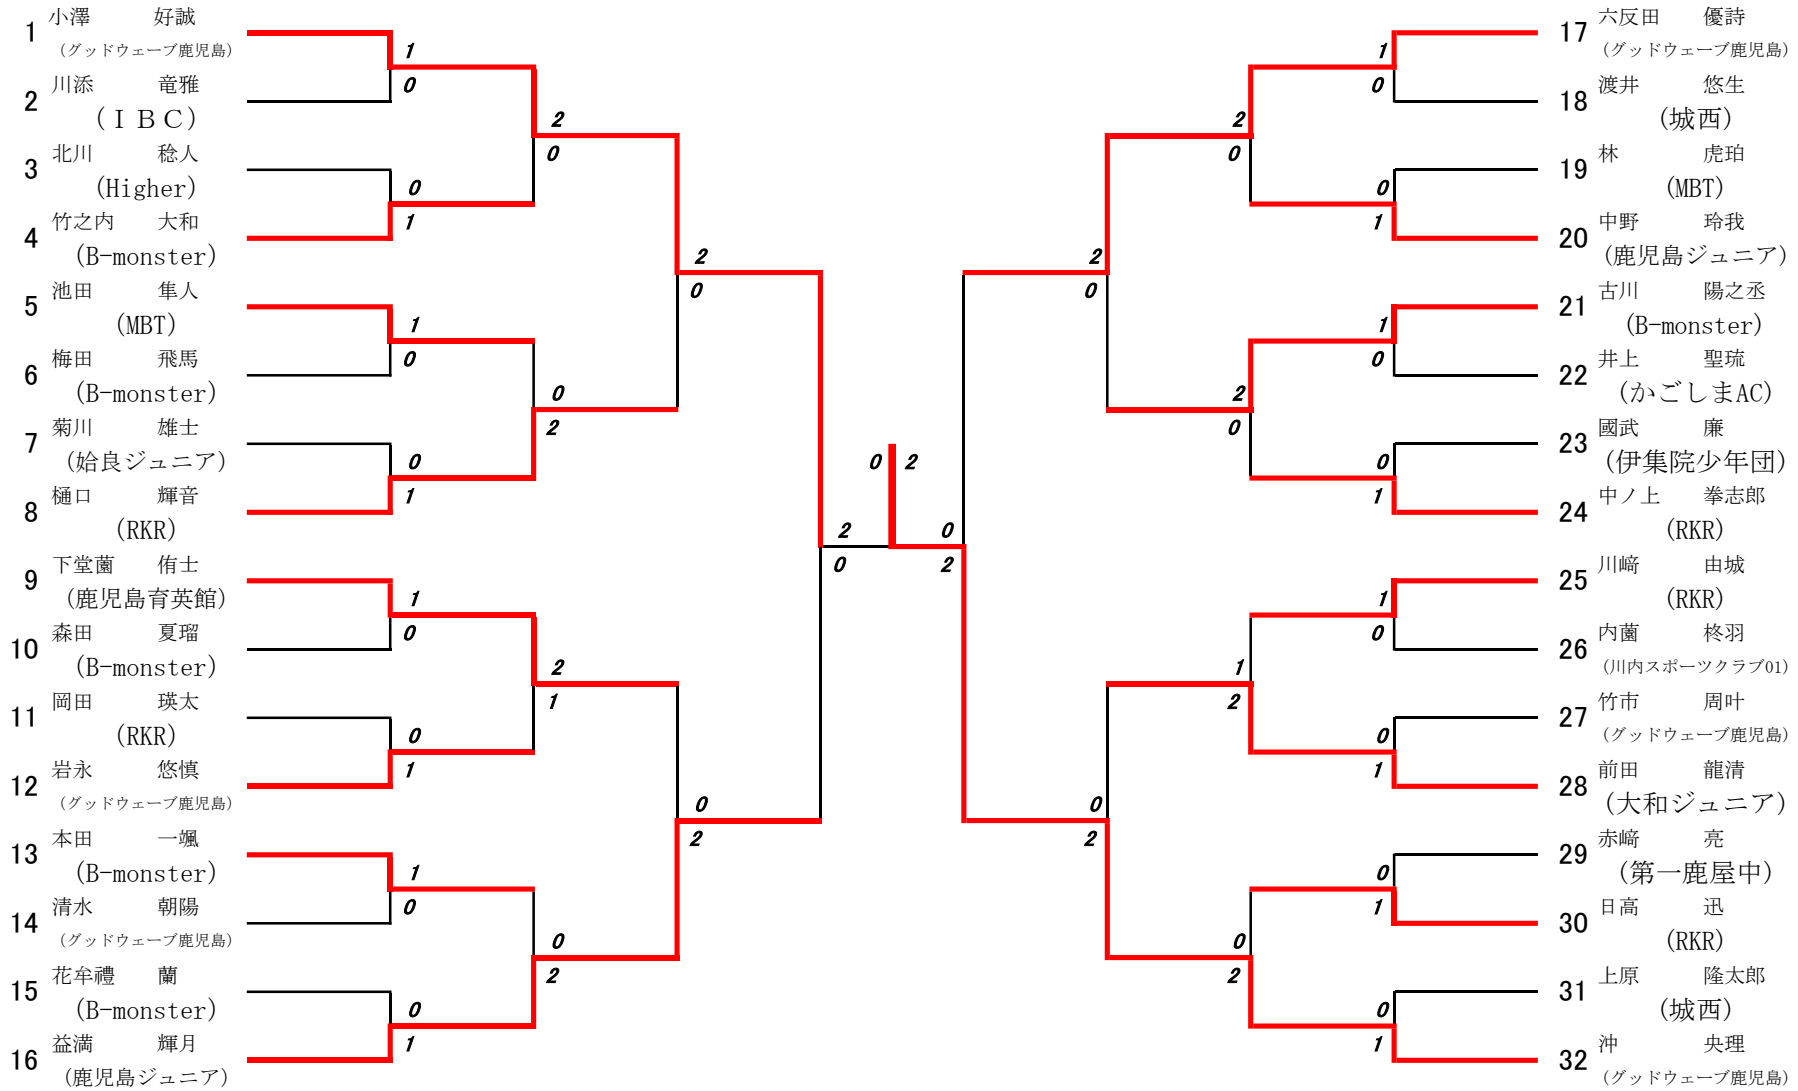 1 小澤 好誠
(グッドウェーブ鹿児島)
2 川添 竜雅
(ＩＢＣ)
3 北川 稔人
(Higher)
4 竹之内 大和
(B-monster)
5 池田 隼人
(MBT)
6 梅田 飛馬
(B-monster)
7 菊川 雄士
(姶良ジュニア)
8 樋口 輝音
(RKR)
9 下堂薗 侑士
(鹿児島育英館)
10 森田 夏瑠
(B-monster)
11 岡田 瑛太
(RKR)
12 岩永 悠慎
(グッドウェーブ鹿児島)
13 本田 一颯
(B-monster)
14 清水 朝陽
(グッドウェーブ鹿児島)
15 花牟禮 蘭
(B-monster)
16 益満 輝月
(鹿児島ジュニア)
1
0
0
1
1
0
0
1
1
0
0
1
1
0
0
1
2
0
0
2
2
1
0
2
2
0
0
2
2
0
0 2
0
2
2
0
0
2
2
0
2
0
1
2
0
2
1
0
0
1
1
0
0
1
1
0
0
1
0
1
0
1
17 六反田 優詩
(グッドウェーブ鹿児島)
18 渡井 悠生
(城西)
19 林 虎珀
(MBT)
20 中野 玲我
(鹿児島ジュニア)
21 古川 陽之丞
(B-monster)
22 井上 聖琉
(かごしまAC)
23 國武 廉
(伊集院少年団)
24 中ノ上 拳志郎
(RKR)
25 川﨑 由城
(RKR)
26 内薗 柊羽
(川内スポーツクラブ01)
27 竹市 周叶
(グッドウェーブ鹿児島)
28 前田 龍清
(大和ジュニア)
29 赤﨑 亮
(第一鹿屋中)
30 日高 迅
(RKR)
31 上原 隆太郎
(城西)
32 沖 央理
(グッドウェーブ鹿児島)